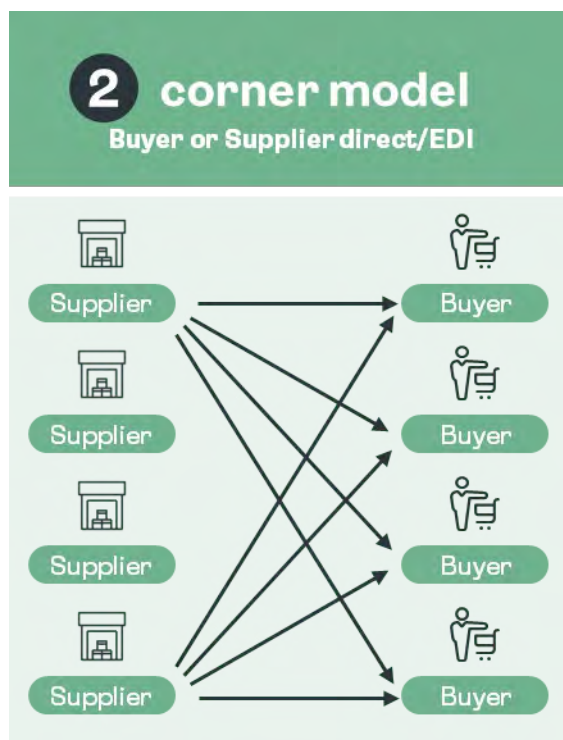 2 corner model
Buyer or Supplier direct/EDI
Supplier
Buyer
Supplier
Buyer
Supplier
Buyer
Supplier
Buyer